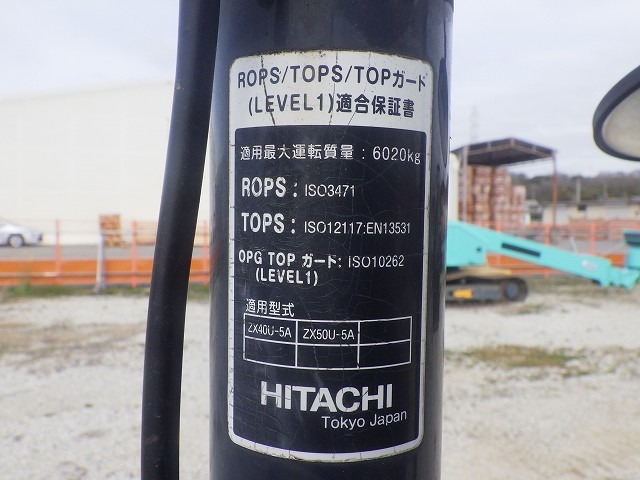 ROPS/TOPS/TOPガード
(LEVEL1)適合保証書
適用最大運転質量 : 6020kg
ROPS : ISO3471
TOPS : ISO12117:EN13531
OPG TOP ガード: ISO10262
(LEVEL1)
適用型式
ZX40U-5A ZX50U-5A
HITACHI
Tokyo Japan